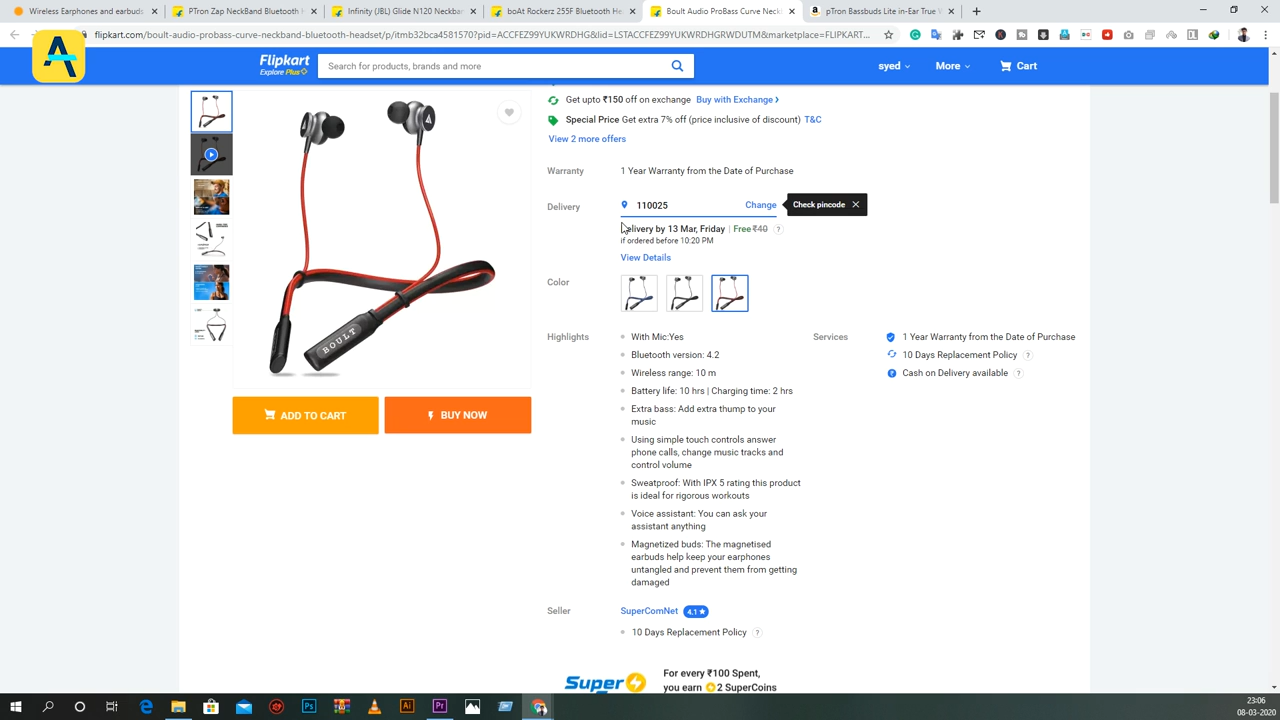 Wireless earphones and earbuds
PTron Zap NeckBand Bluetooth H
Infinity (JBL) Glide N120 Neckban
boAt Rockerz 255F Bluetooth He
Boult Audio ProBass Curve Neckb
pTron Bassbuds Lite in-Ear True W
flipkart.com/boult-audio-probass-curve-neckband-bluetooth-headset/p/itmb32bca4581570?pid=ACCFEZ99YUKWRDHG&lid=LSTACCFEZ99YUKWRDHGRWDUTM&marketplace=FLIPKART...
Flipkart
Explore Plus
Search for products, brands and more
syed
More
Cart
Get upto ₹150 off on exchange Buy with Exchange >
Special Price Get extra 7% off (price inclusive of discount) T&C
View 2 more offers
Warranty
1 Year Warranty from the Date of Purchase
Delivery
110025
Change
Check pincode
elivery by 13 Mar, Friday | Free ₹40 ?
if ordered before 10:20 PM
View Details
Color
Highlights
With Mic:Yes
Bluetooth version: 4.2
Wireless range: 10 m
Battery life: 10 hrs | Charging time: 2 hrs
Extra bass: Add extra thump to your
music
Using simple touch controls answer
phone calls, change music tracks and
control volume
Sweatproof: With IPX 5 rating this product
is ideal for rigorous workouts
Voice assistant: You can ask your
assistant anything
Magnetized buds: The magnetised
earbuds help keep your earphones
untangled and prevent them from getting
damaged
Services
1 Year Warranty from the Date of Purchase
10 Days Replacement Policy ?
Cash on Delivery available ?
BOULT
ADD TO CART
BUY NOW
Seller
SuperComNet 4.1 ★
10 Days Replacement Policy ?
Super
For every ₹100 Spent,
you earn 2 SuperCoins
23:06
08-03-2020